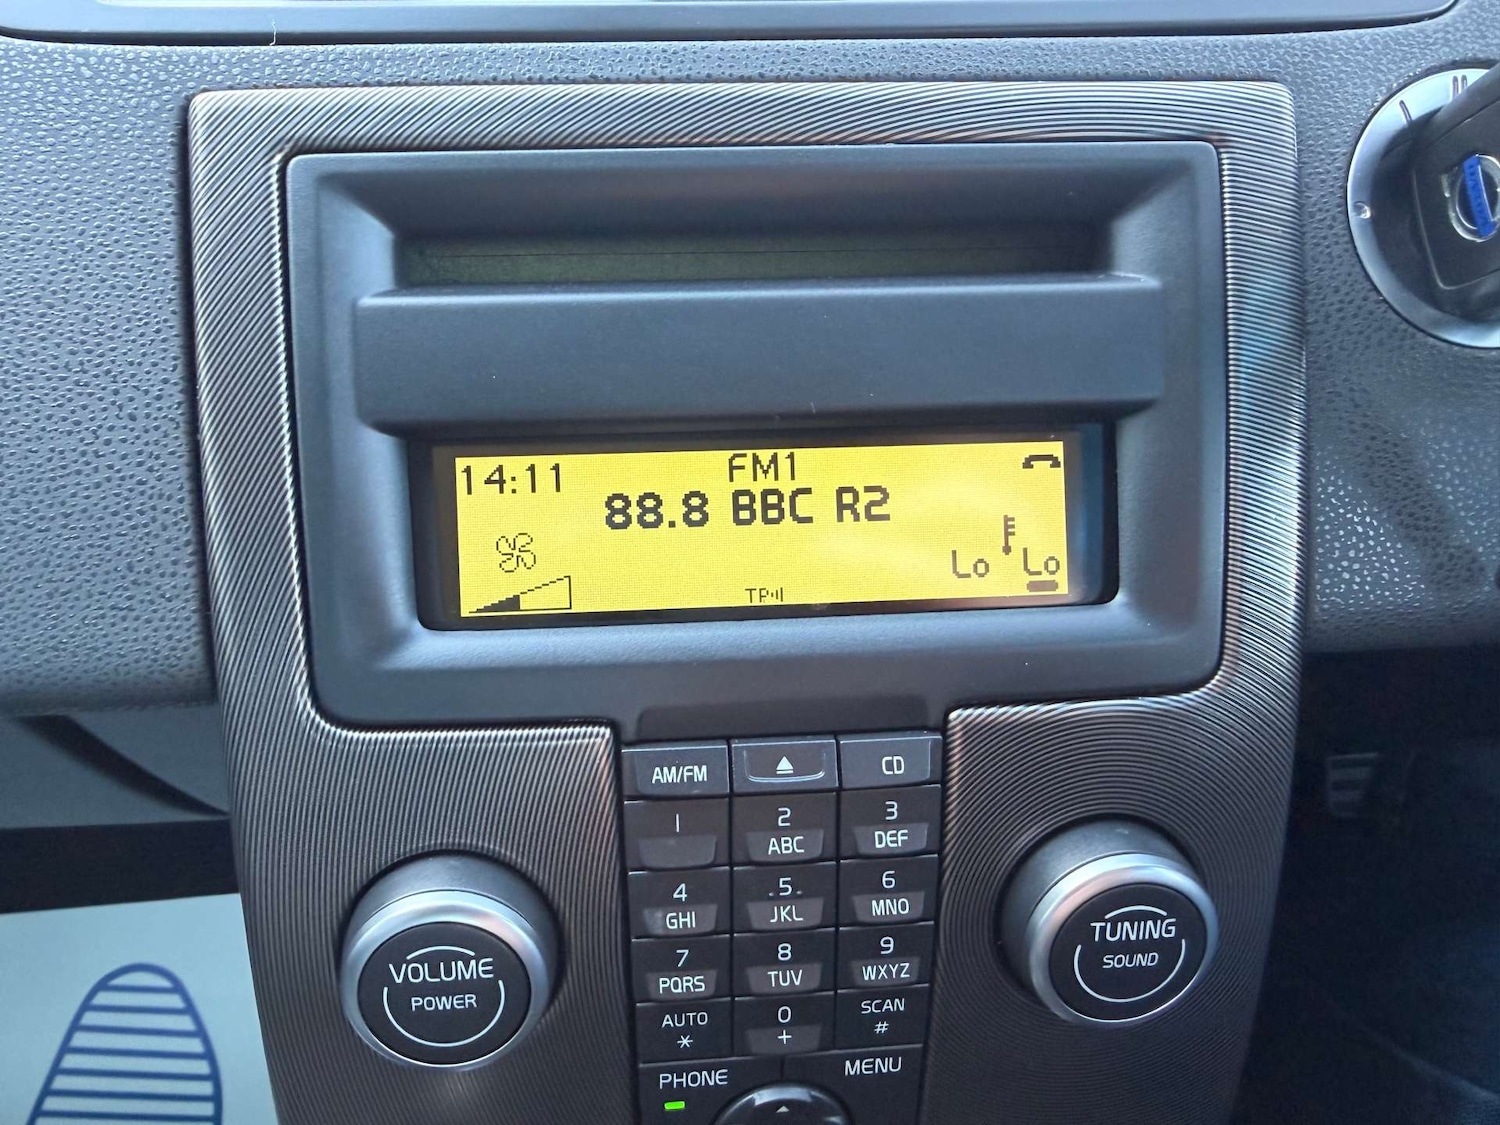 14:11 FM1
88.8 BBC R2
Lo Lo
TP
AM/FM CD
1 2 3
ABC DEF
4 5 6
GHI JKL MNO
7 8 9
PQRS TUV WXYZ
AUTO 0 SCAN
* + #
PHONE MENU
VOLUME
POWER
TUNING
SOUND
I II